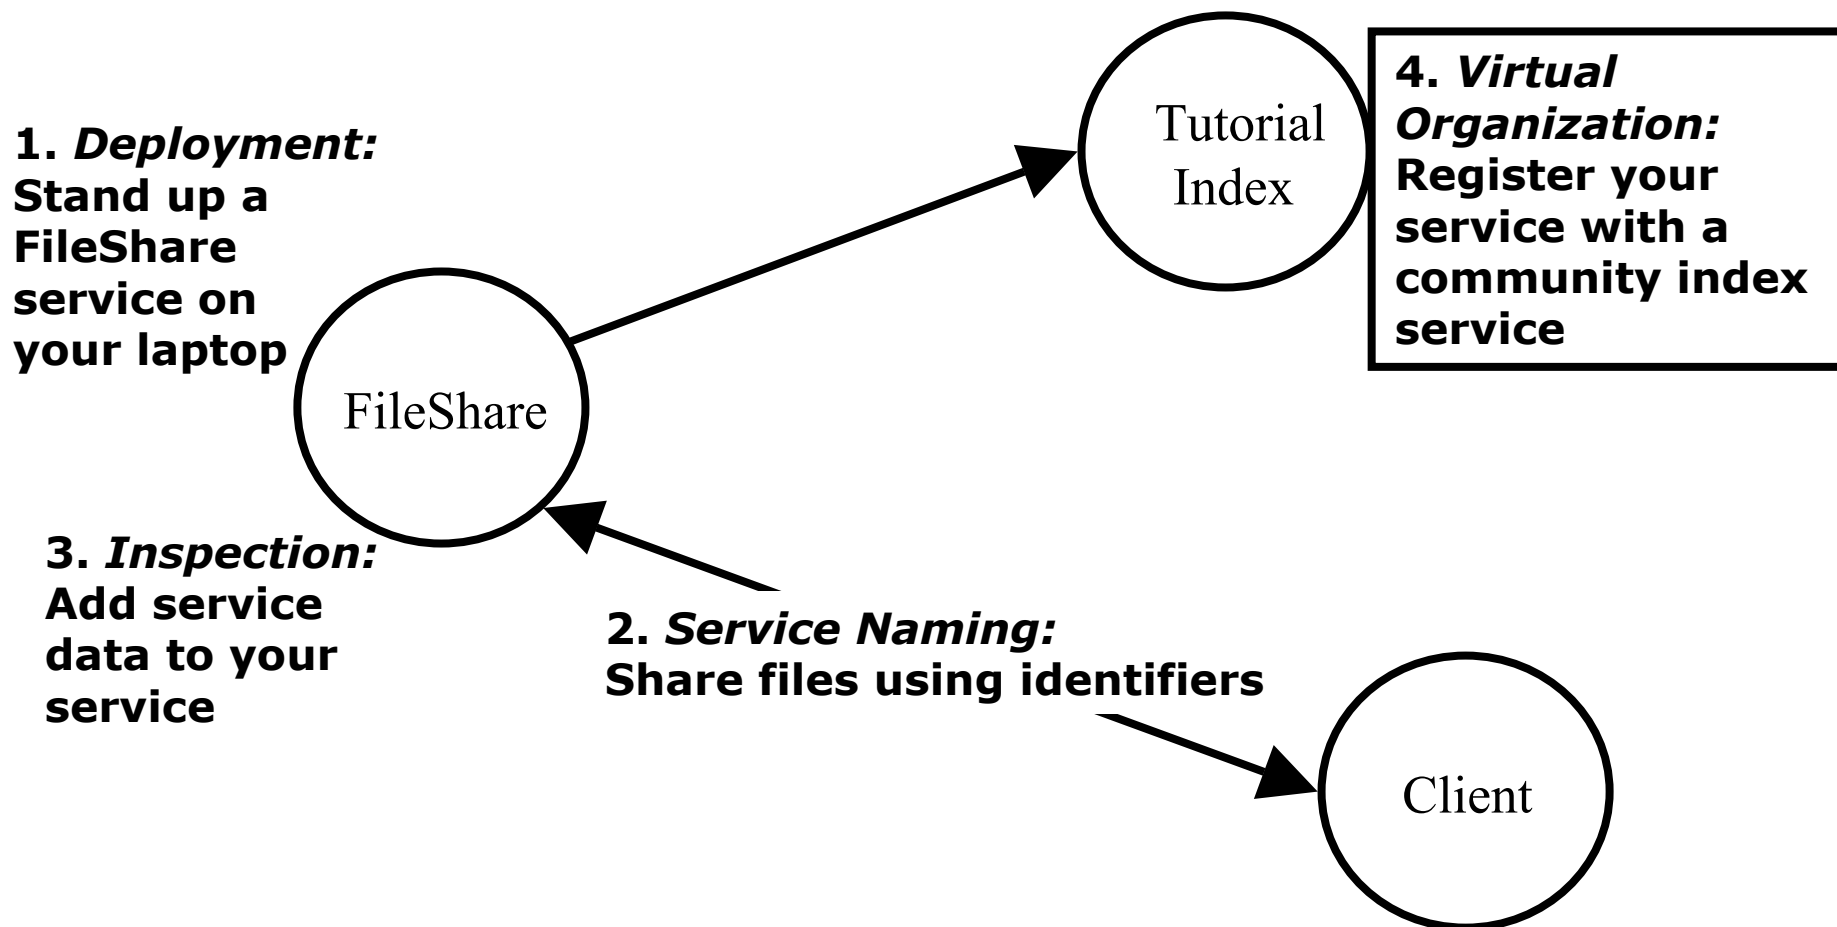 1. Deployment:
Stand up a
FileShare
service on
your laptop
FileShare
Tutorial
Index
4. Virtual
Organization:
Register your
service with a
community index
service
3. Inspection:
Add service
data to your
service
2. Service Naming:
Share files using identifiers
Client